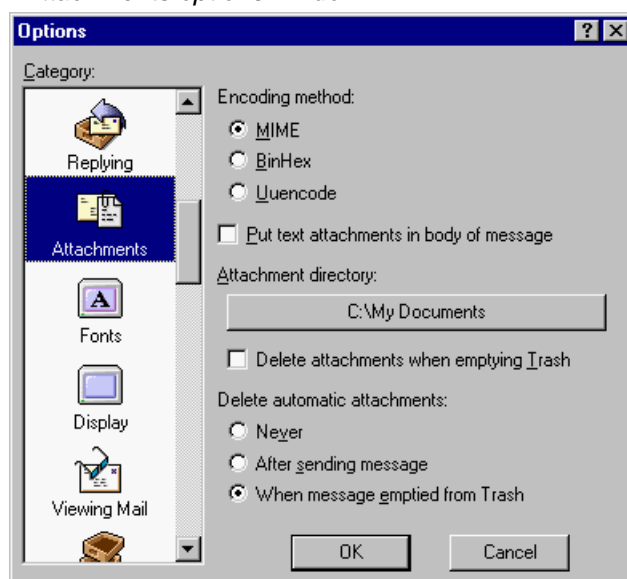 Options
Category:
Replying
Attachments
Fonts
Display
Viewing Mail
Encoding method:
MIME
BinHex
Uuencode
Put text attachments in body of message
Attachment directory:
C:\My Documents
Delete attachments when emptying Trash
Delete automatic attachments:
Never
After sending message
When message emptied from Trash
OK
Cancel